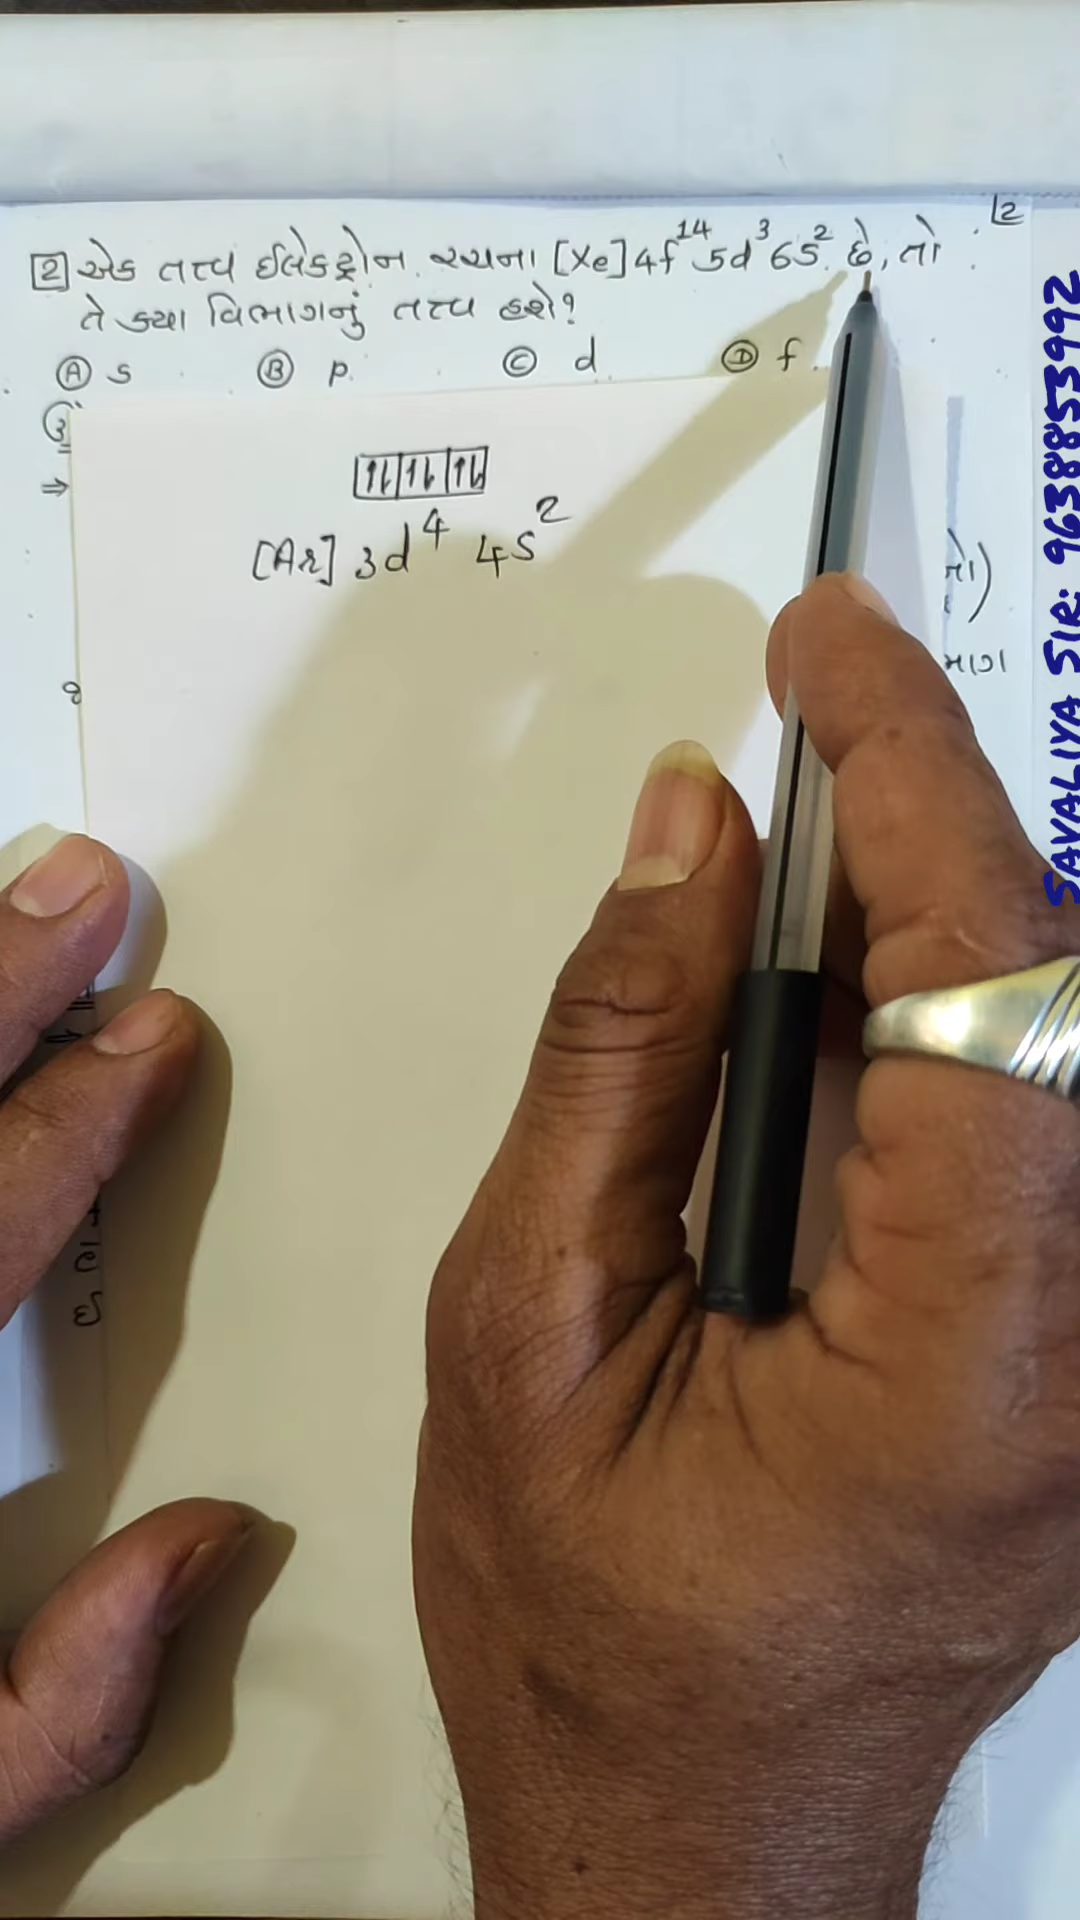 [2
[2] એક તત્ત્વ ઈલેક્ટ્રોન રચના [Xe]4f¹⁴5d³6s² છે, તો
તે ક્યા વિભાગનું તત્ત્વ હશે?
Ⓐ s Ⓑ p Ⓒ d Ⓓ f
⇒
[Ar] 3d⁴ 4s²
SAVALIYA SIR: 9638853992